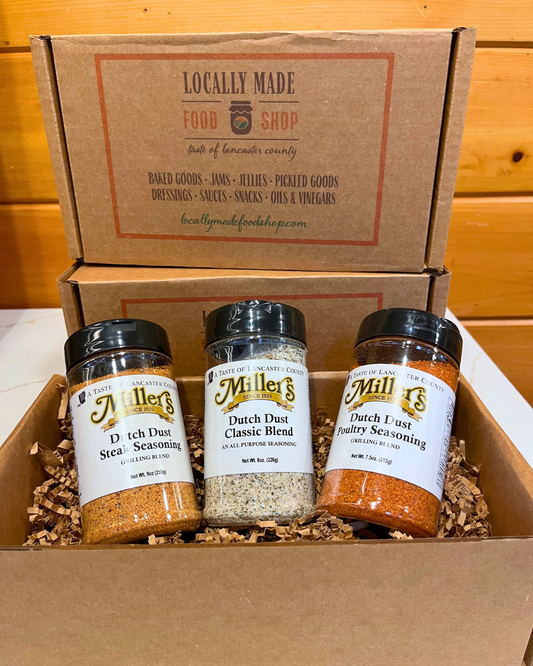 LOCALLY MADE
FOOD SHOP
taste of lancaster county
BAKED GOODS • JAMS • JELLIES • PICKLED GOODS
DRESSINGS • SAUCES • SNACKS • OILS & VINEGARS
locallymadefoodshop.com
A TASTE OF LANCASTER COUNTY
Miller's
SINCE 1929
Dutch Dust
Steak Seasoning
GRILLING BLEND
A TASTE OF LANCASTER COUNTY
Miller's
SINCE 1929
Dutch Dust
Classic Blend
AN ALL PURPOSE SEASONING
Net Wt. 8oz. (226g)
A TASTE OF LANCASTER COUNTY
Miller's
SINCE 1929
Dutch Dust
Poultry Seasoning
GRILLING BLEND
Net Wt. 7.5oz. (212g)